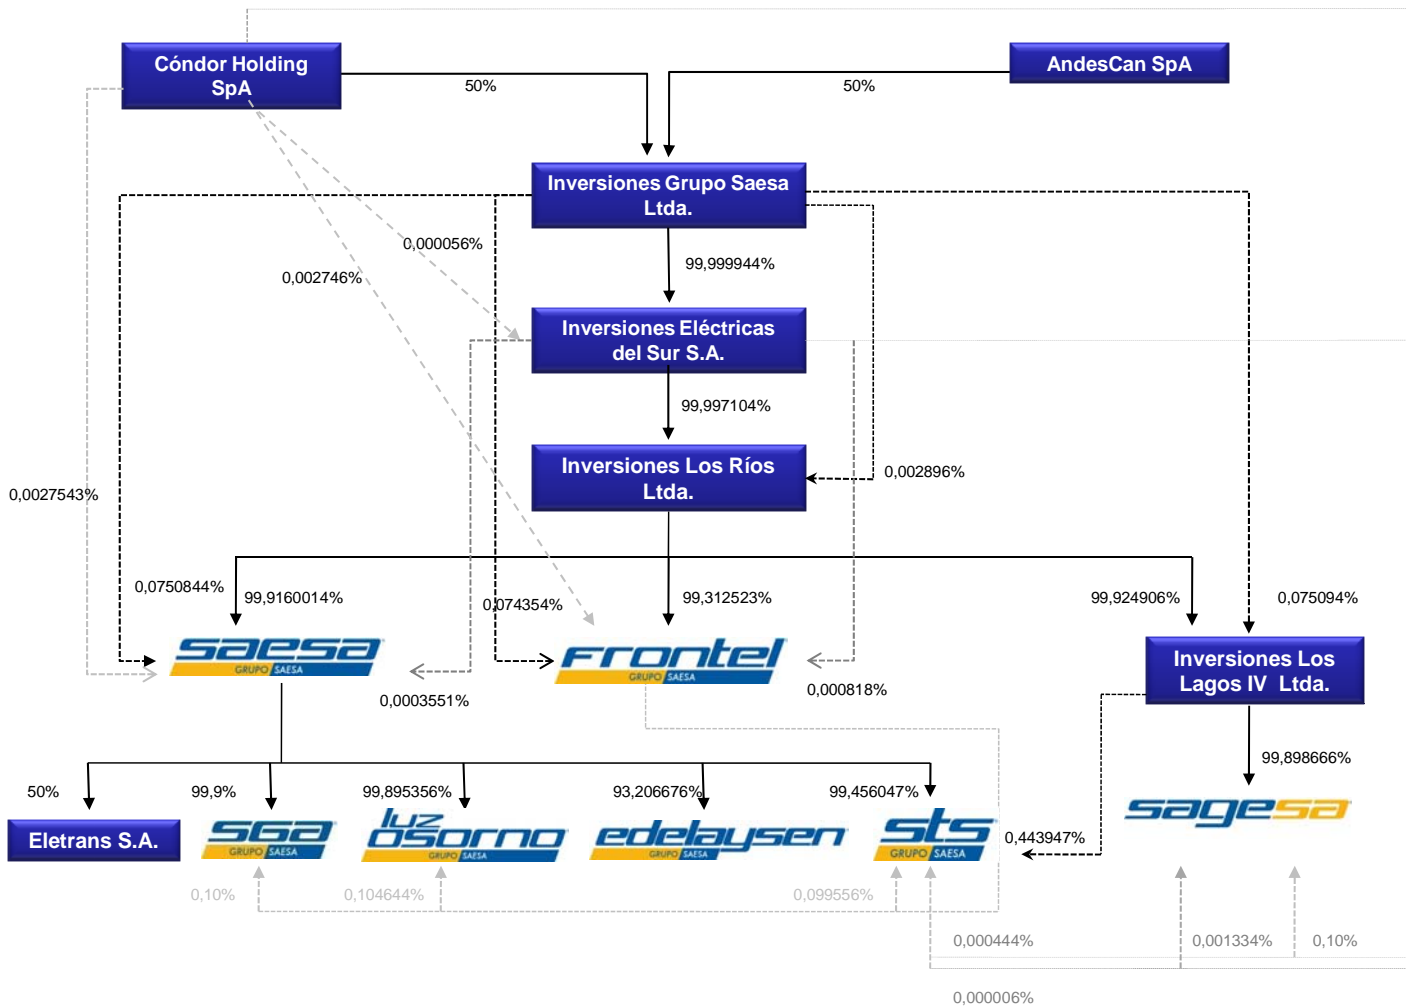 Cóndor Holding
SpA
AndesCan SpA
50%
50%
Inversiones Grupo Saesa
Ltda.
0,000056%
99,999944%
0,002746%
Inversiones Eléctricas
del Sur S.A.
99,997104%
Inversiones Los Ríos
Ltda.
0,002896%
0,0027543%
0,0750844%
99,9160014%
0,074354%
99,312523%
99,924906%
0,075094%
saesa
GRUPO SAESA
frontel
GRUPO SAESA
Inversiones Los
Lagos IV Ltda.
0,0003551%
0,000818%
99,898666%
50%
99,9%
99,895356%
93,206676%
99,456047%
Eletrans S.A.
sga
GRUPO SAESA
luz
osorno
GRUPO SAESA
edelaysen
GRUPO SAESA
sts
GRUPO SAESA
sagesa
0,443947%
0,10%
0,104644%
0,099556%
0,000444%
0,001334%
0,10%
0,000006%